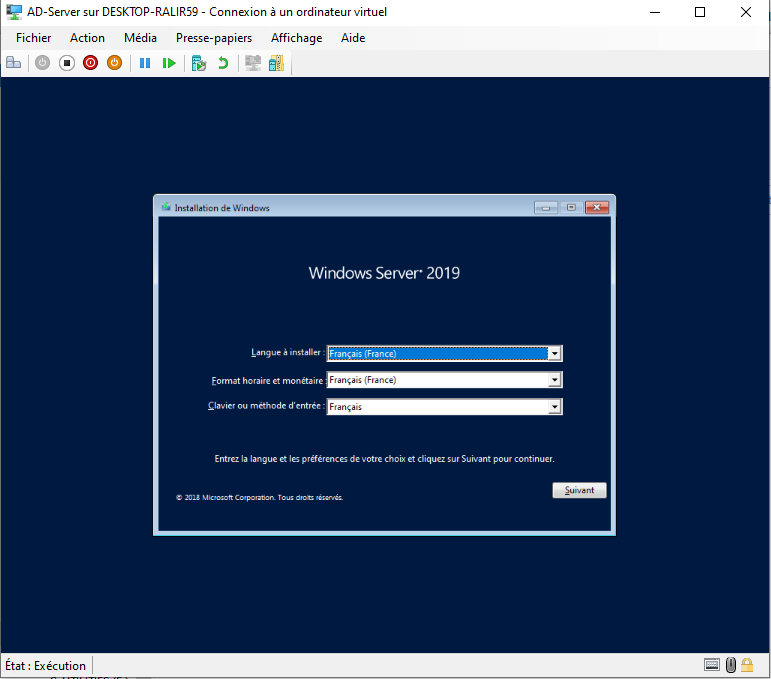 AD-Server sur DESKTOP-RALIR59 - Connexion à un ordinateur virtuel
Fichier Action Média Presse-papiers Affichage Aide
Installation de Windows
Windows Server 2019
Langue à installer :
Français (France)
Format horaire et monétaire :
Français (France)
Clavier ou méthode d'entrée :
Français
Entrez la langue et les préférences de votre choix et cliquez sur Suivant pour continuer.
Suivant
© 2018 Microsoft Corporation. Tous droits réservés.
État : Exécution